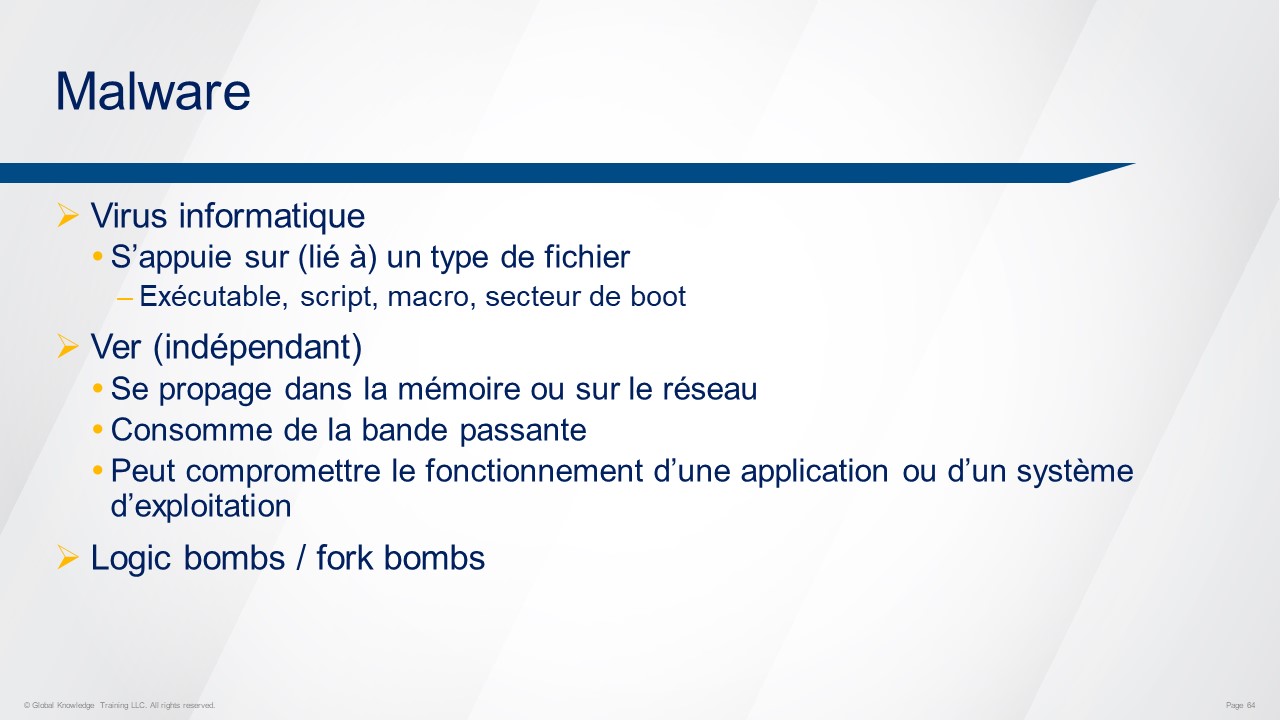 Malware
➢ Virus informatique
• S’appuie sur (lié à) un type de fichier
– Exécutable, script, macro, secteur de boot
➢ Ver (indépendant)
• Se propage dans la mémoire ou sur le réseau
• Consomme de la bande passante
• Peut compromettre le fonctionnement d’une application ou d’un système
d’exploitation
➢ Logic bombs / fork bombs
© Global Knowledge Training LLC. All rights reserved.
Page 64